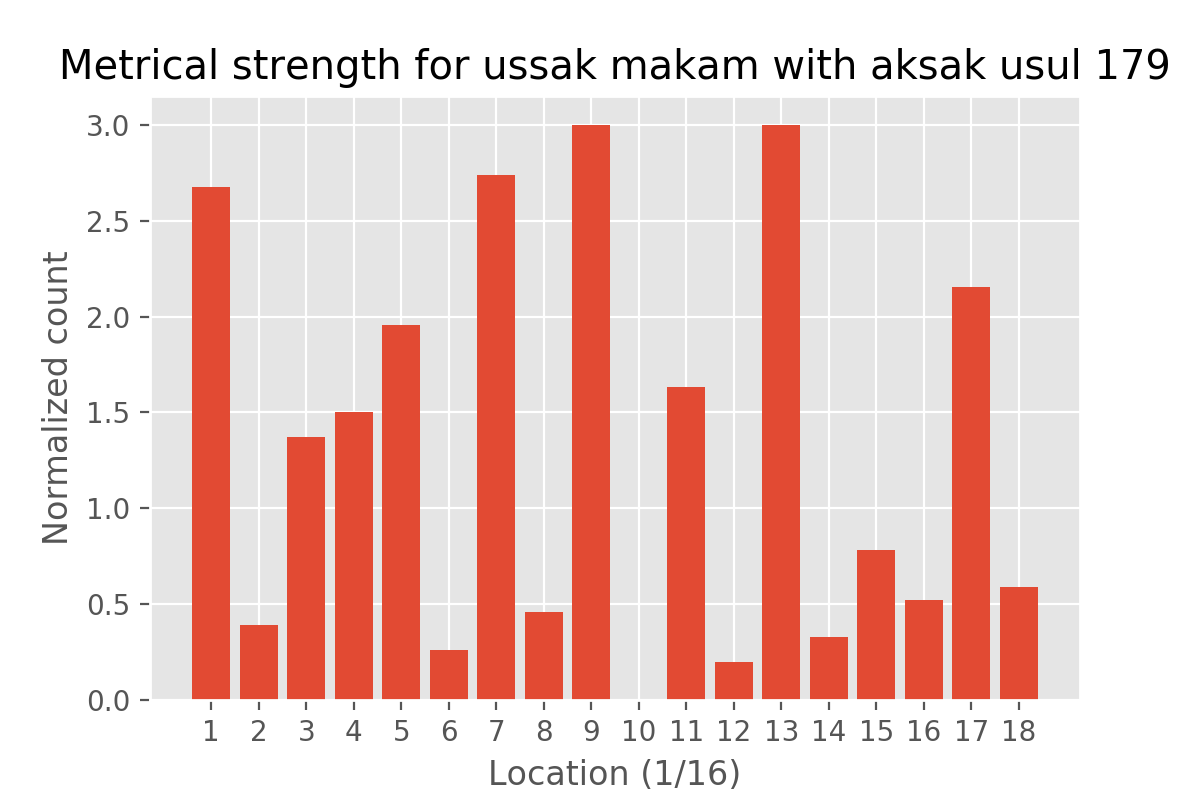 Metrical strength for ussak makam with aksak usul 179
Normalized count
3.0
2.5
2.0
1.5
1.0
0.5
0.0
1 2 3 4 5 6 7 8 9 10 11 12 13 14 15 16 17 18
Location (1/16)